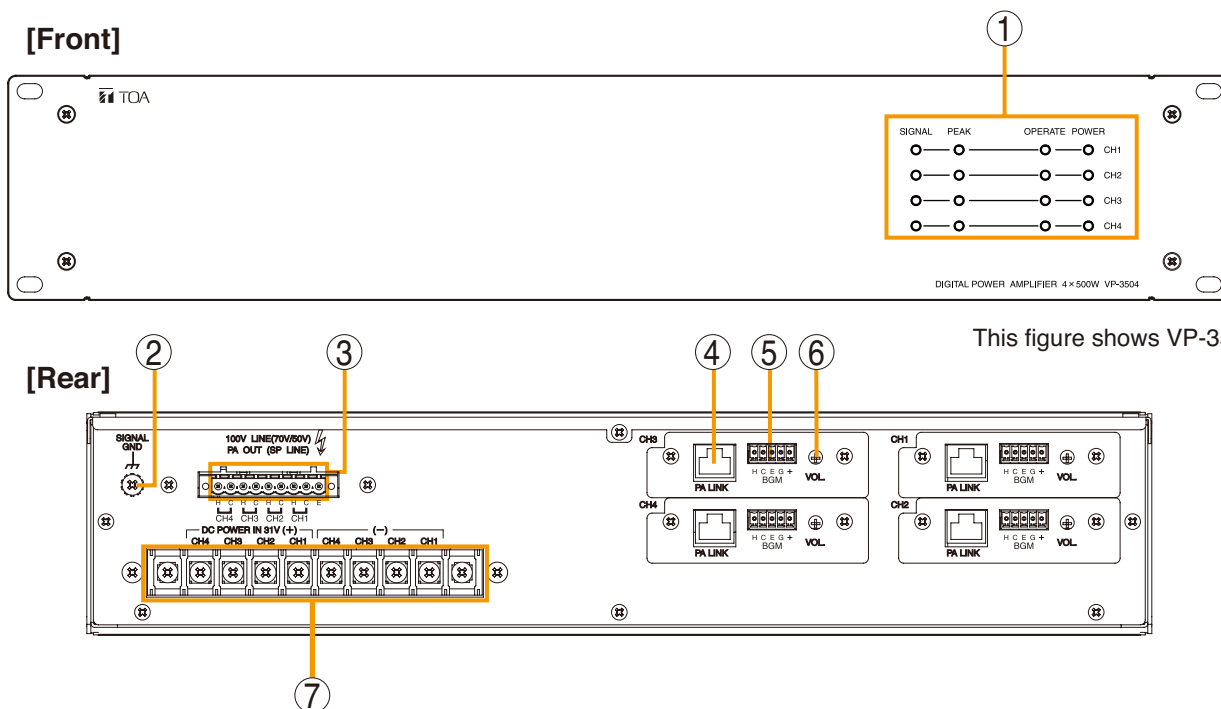 [Front]
①
TOA
SIGNAL PEAK OPERATE POWER
CH1
CH2
CH3
CH4
DIGITAL POWER AMPLIFIER 4×500W VP-3504
This figure shows VP-3
[Rear]
② ③ ④ ⑤ ⑥
SIGNAL
GND
100V LINE(70V/50V)
PA OUT (SP LINE)
H C H C H C H C E
CH4 CH3 CH2 CH1
DC POWER IN 31V (+) (−)
CH4 CH3 CH2 CH1 CH4 CH3 CH2 CH1
CH3
PA LINK
H C E G +
BGM
VOL.
CH1
PA LINK
H C E G +
BGM
VOL.
CH4
PA LINK
H C E G +
BGM
VOL.
CH2
PA LINK
H C E G +
BGM
VOL.
⑦